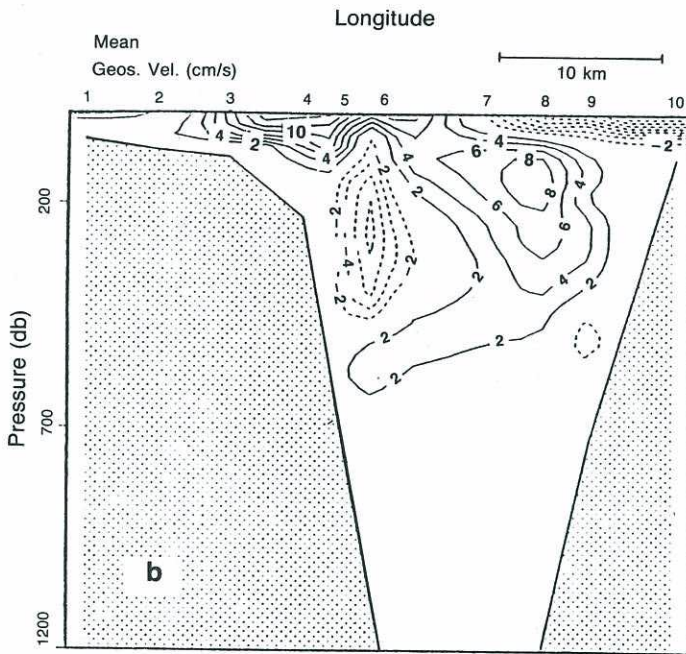 Longitude
Mean
Geos. Vel. (cm/s)
10 km
1 2 3 4 5 6 7 8 9 10
4 2 10 4 4 6 4 -2
8
2 2 8 4
200
6 6
4 2
2 4 2
2 2
2
700
Pressure (db)
b
1200